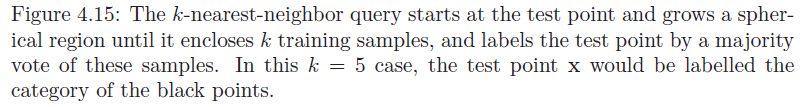 Figure 4.15: The k-nearest-neighbor query starts at the test point and grows a spher-
ical region until it encloses k training samples, and labels the test point by a majority
vote of these samples. In this k = 5 case, the test point x would be labelled the
category of the black points.